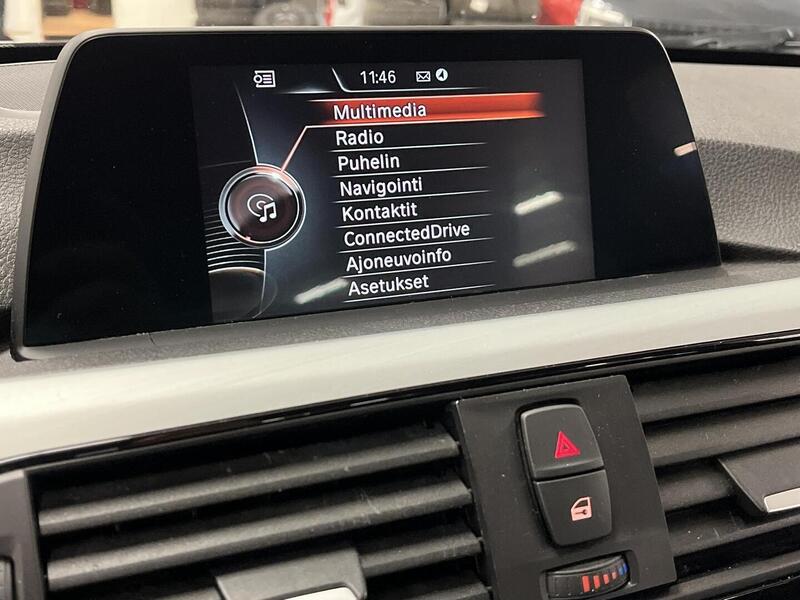 11:46
Multimedia
Radio
Puhelin
Navigointi
Kontaktit
ConnectedDrive
Ajoneuvoinfo
Asetukset